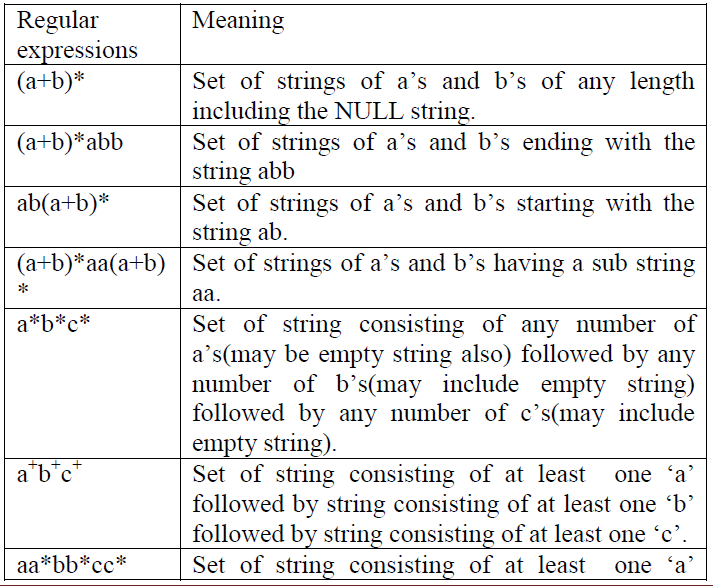 Regular Meaning
expressions
(a+b)* Set of strings of a’s and b’s of any length
including the NULL string.
(a+b)*abb Set of strings of a’s and b’s ending with the
string abb
ab(a+b)* Set of strings of a’s and b’s starting with the
string ab.
(a+b)*aa(a+b) Set of strings of a’s and b’s having a sub string
* aa.
a*b*c* Set of string consisting of any number of
a’s(may be empty string also) followed by any
number of b’s(may include empty string)
followed by any number of c’s(may include
empty string).
a⁺b⁺c⁺ Set of string consisting of at least one ‘a’
followed by string consisting of at least one ‘b’
followed by string consisting of at least one ‘c’.
aa*bb*cc* Set of string consisting of at least one ‘a’